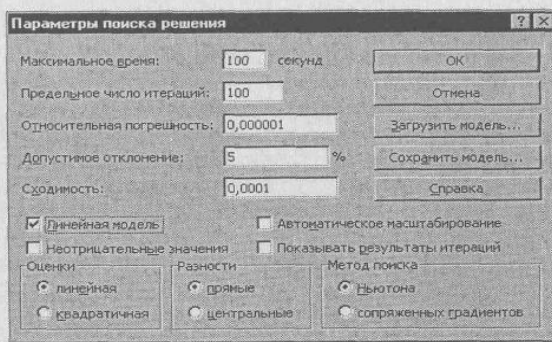 Параметры поиска решения
Максимальное время: 100 секунд ОК
Предельное число итераций: 100 Отмена
Относительная погрешность: 0,000001 Загрузить модель...
Допустимое отклонение: 5 % Сохранить модель...
Сходимость: 0,0001 Справка
Линейная модель Автоматическое масштабирование
Неотрицательные значения Показывать результаты итераций
Оценки Разности Метод поиска
линейная прямые Ньютона
квадратичная центральные сопряженных градиентов